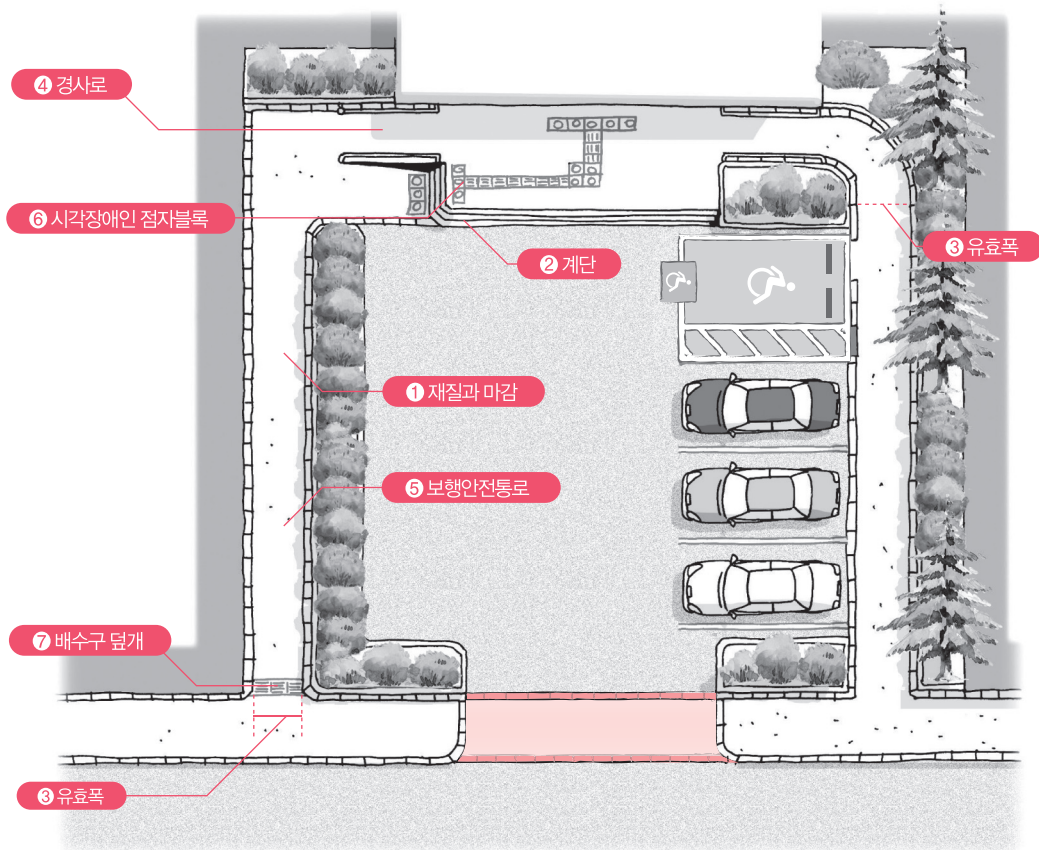 ❹ 경사로
❻ 시각장애인 점자블록
❸ 유효폭
❷ 계단
❶ 재질과 마감
❺ 보행안전통로
❼ 배수구 덮개
❸ 유효폭